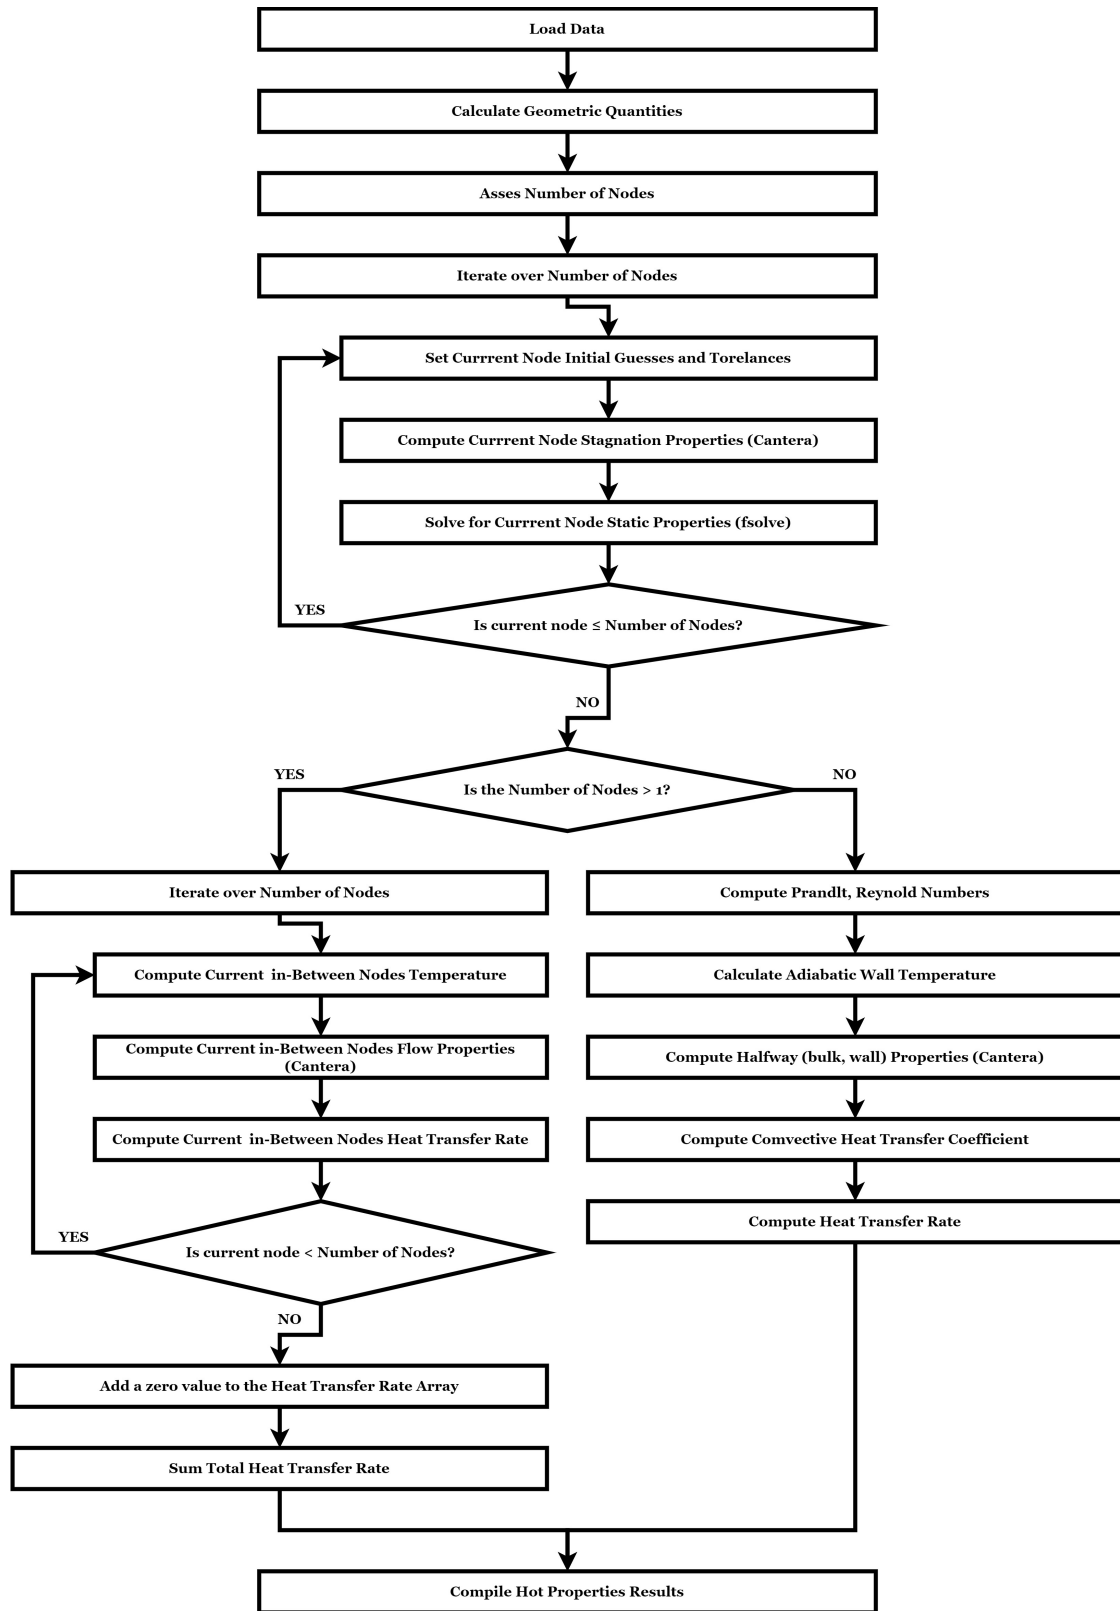 Load Data
Calculate Geometric Quantities
Asses Number of Nodes
Iterate over Number of Nodes
Set Currrent Node Initial Guesses and Torelances
Compute Currrent Node Stagnation Properties (Cantera)
Solve for Currrent Node Static Properties (fsolve)
YES
Is current node ≤ Number of Nodes?
NO
YES
Is the Number of Nodes > 1?
NO
Iterate over Number of Nodes
Compute Current in-Between Nodes Temperature
Compute Current in-Between Nodes Flow Properties
(Cantera)
Compute Current in-Between Nodes Heat Transfer Rate
YES
Is current node < Number of Nodes?
NO
Add a zero value to the Heat Transfer Rate Array
Sum Total Heat Transfer Rate
Compute Prandlt, Reynold Numbers
Calculate Adiabatic Wall Temperature
Compute Halfway (bulk, wall) Properties (Cantera)
Compute Comvective Heat Transfer Coefficient
Compute Heat Transfer Rate
Compile Hot Properties Results